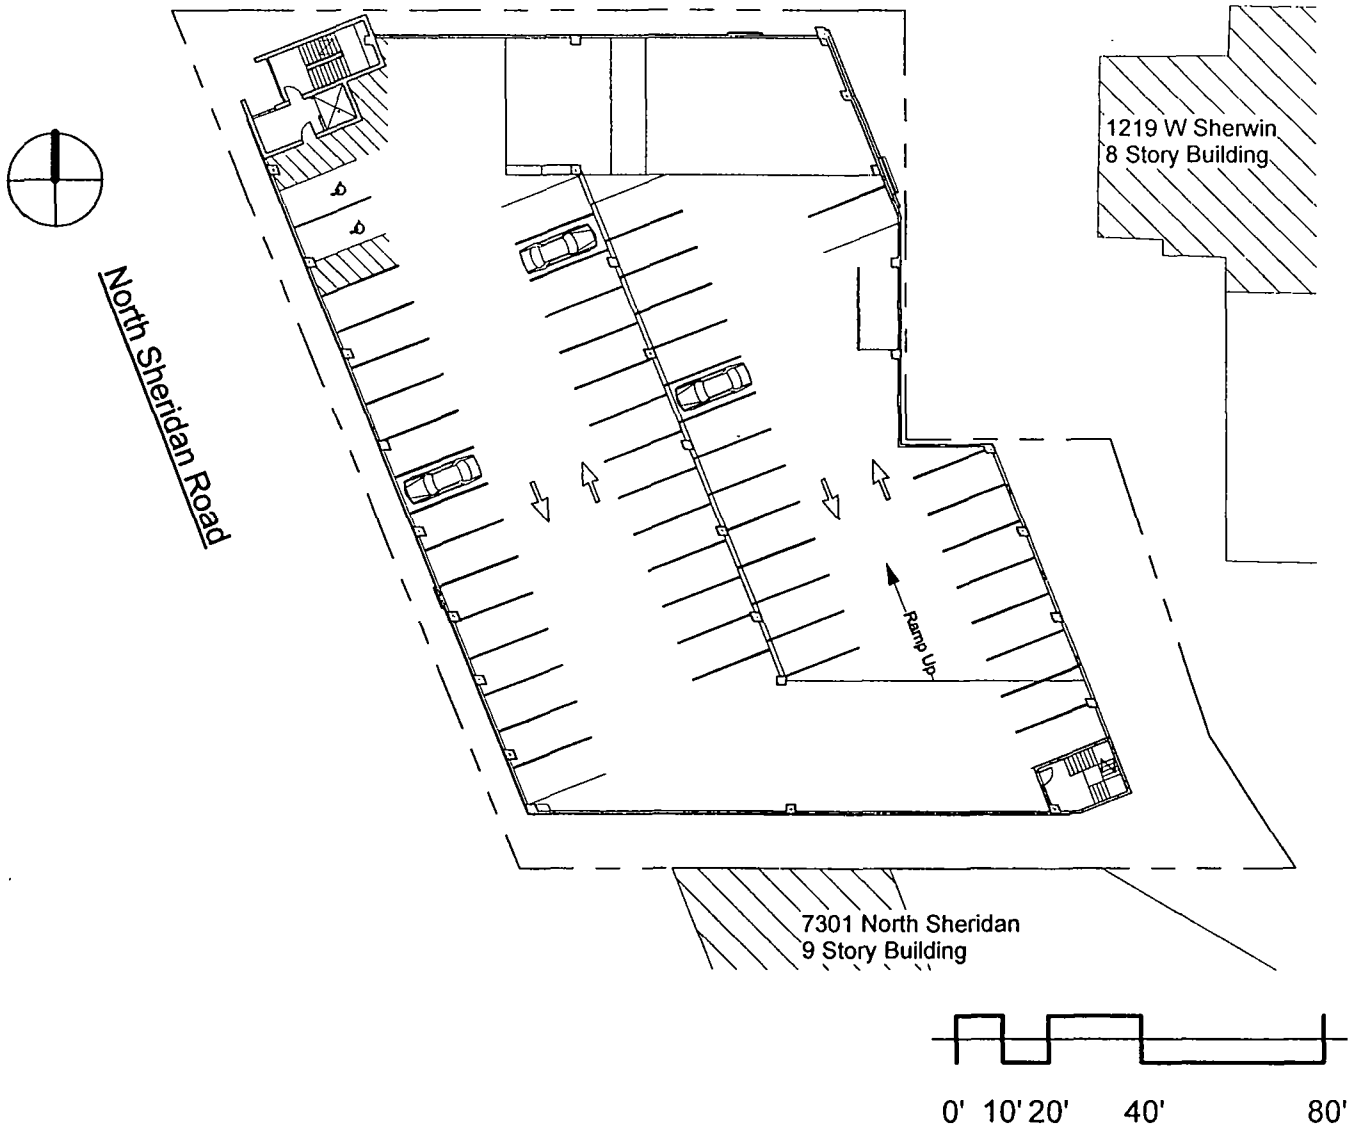 1219 W Sherwin
8 Story Building
North Sheridan Road
Ramp Up
7301 North Sheridan
9 Story Building
0' 10' 20' 40' 80'